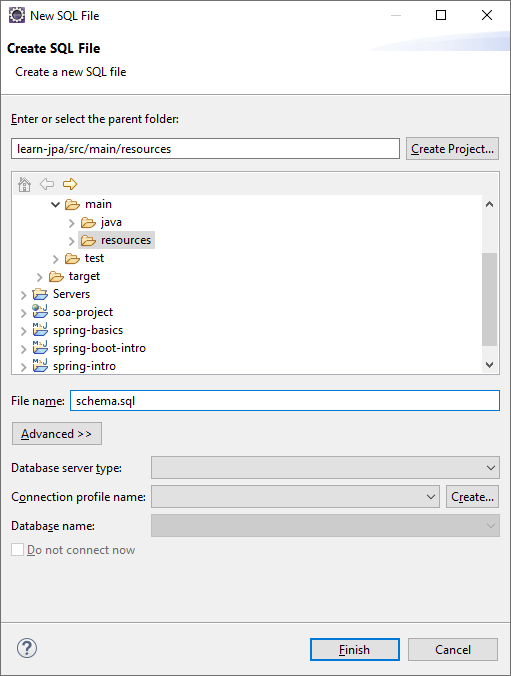 New SQL File
Create SQL File
Create a new SQL file
Enter or select the parent folder:
learn-jpa/src/main/resources
Create Project...
main
java
resources
test
target
Servers
soa-project
spring-basics
spring-boot-intro
spring-intro
File name: schema.sql
Advanced >>
Database server type:
Connection profile name: Create...
Database name:
Do not connect now
? Finish Cancel